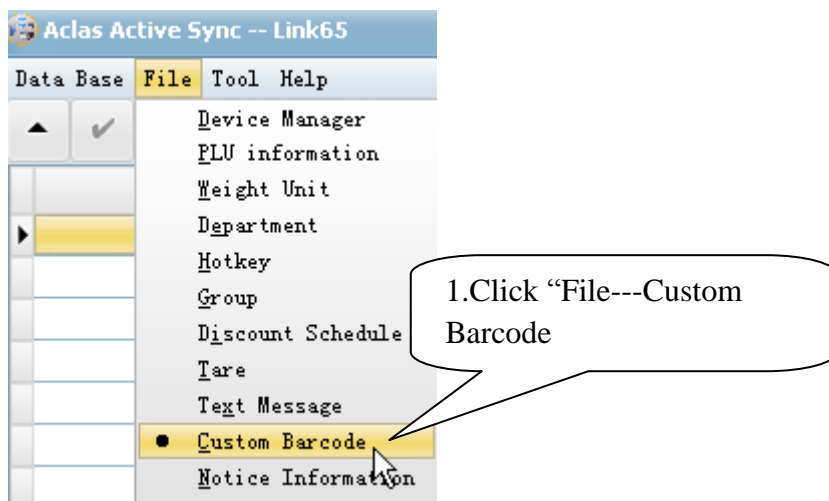 Aclas Active Sync -- Link65
Data Base File Tool Help
Device Manager
PLU information
Weight Unit
Department
Hotkey
Group
Discount Schedule
Tare
Text Message
Custom Barcode
Notice Information
1.Click “File---Custom
Barcode